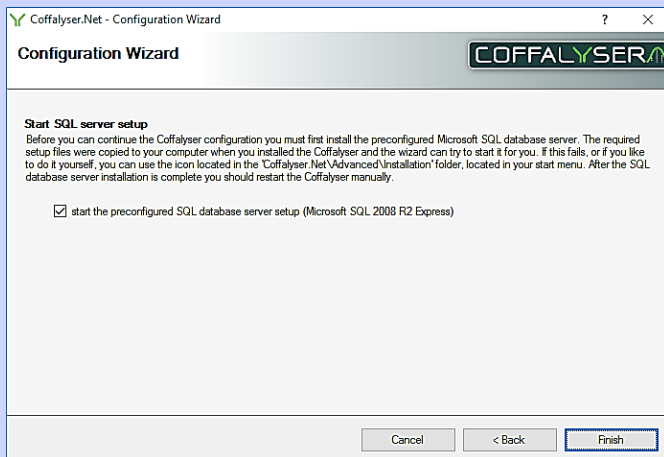 Coffalyser.Net - Configuration Wizard
Configuration Wizard
COFFALYSER
Start SQL server setup
Before you can continue the Coffalyser configuration you must first install the preconfigured Microsoft SQL database server. The required
setup files were copied to your computer when you installed the Coffalyser and the wizard can try to start it for you. If this fails, or if you like
to do it yourself, you can use the icon located in the 'Coffalyser.Net\Advanced\Installation' folder, located in your start menu. After the SQL
database server installation is complete you should restart the Coffalyser manually.
start the preconfigured SQL database server setup (Microsoft SQL 2008 R2 Express)
Cancel
< Back
Finish